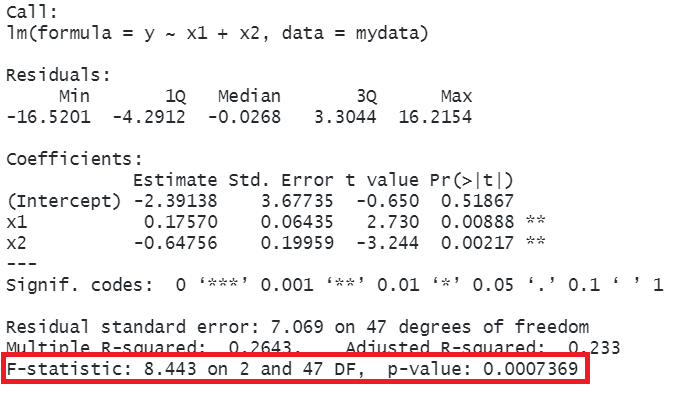 Call:
lm(formula = y ~ x1 + x2, data = mydata)
Residuals:
Min 1Q Median 3Q Max
-16.5201 -4.2912 -0.0268 3.3044 16.2154
Coefficients:
Estimate Std. Error t value Pr(>|t|)
(Intercept) -2.39138 3.67735 -0.650 0.51867
x1 0.17570 0.06435 2.730 0.00888 **
x2 -0.64756 0.19959 -3.244 0.00217 **
---
Signif. codes: 0 ‘***’ 0.001 ‘**’ 0.01 ‘*’ 0.05 ‘.’ 0.1 ‘ ’ 1
Residual standard error: 7.069 on 47 degrees of freedom
Multiple R-squared: 0.2643, Adjusted R-squared: 0.233
F-statistic: 8.443 on 2 and 47 DF, p-value: 0.0007369